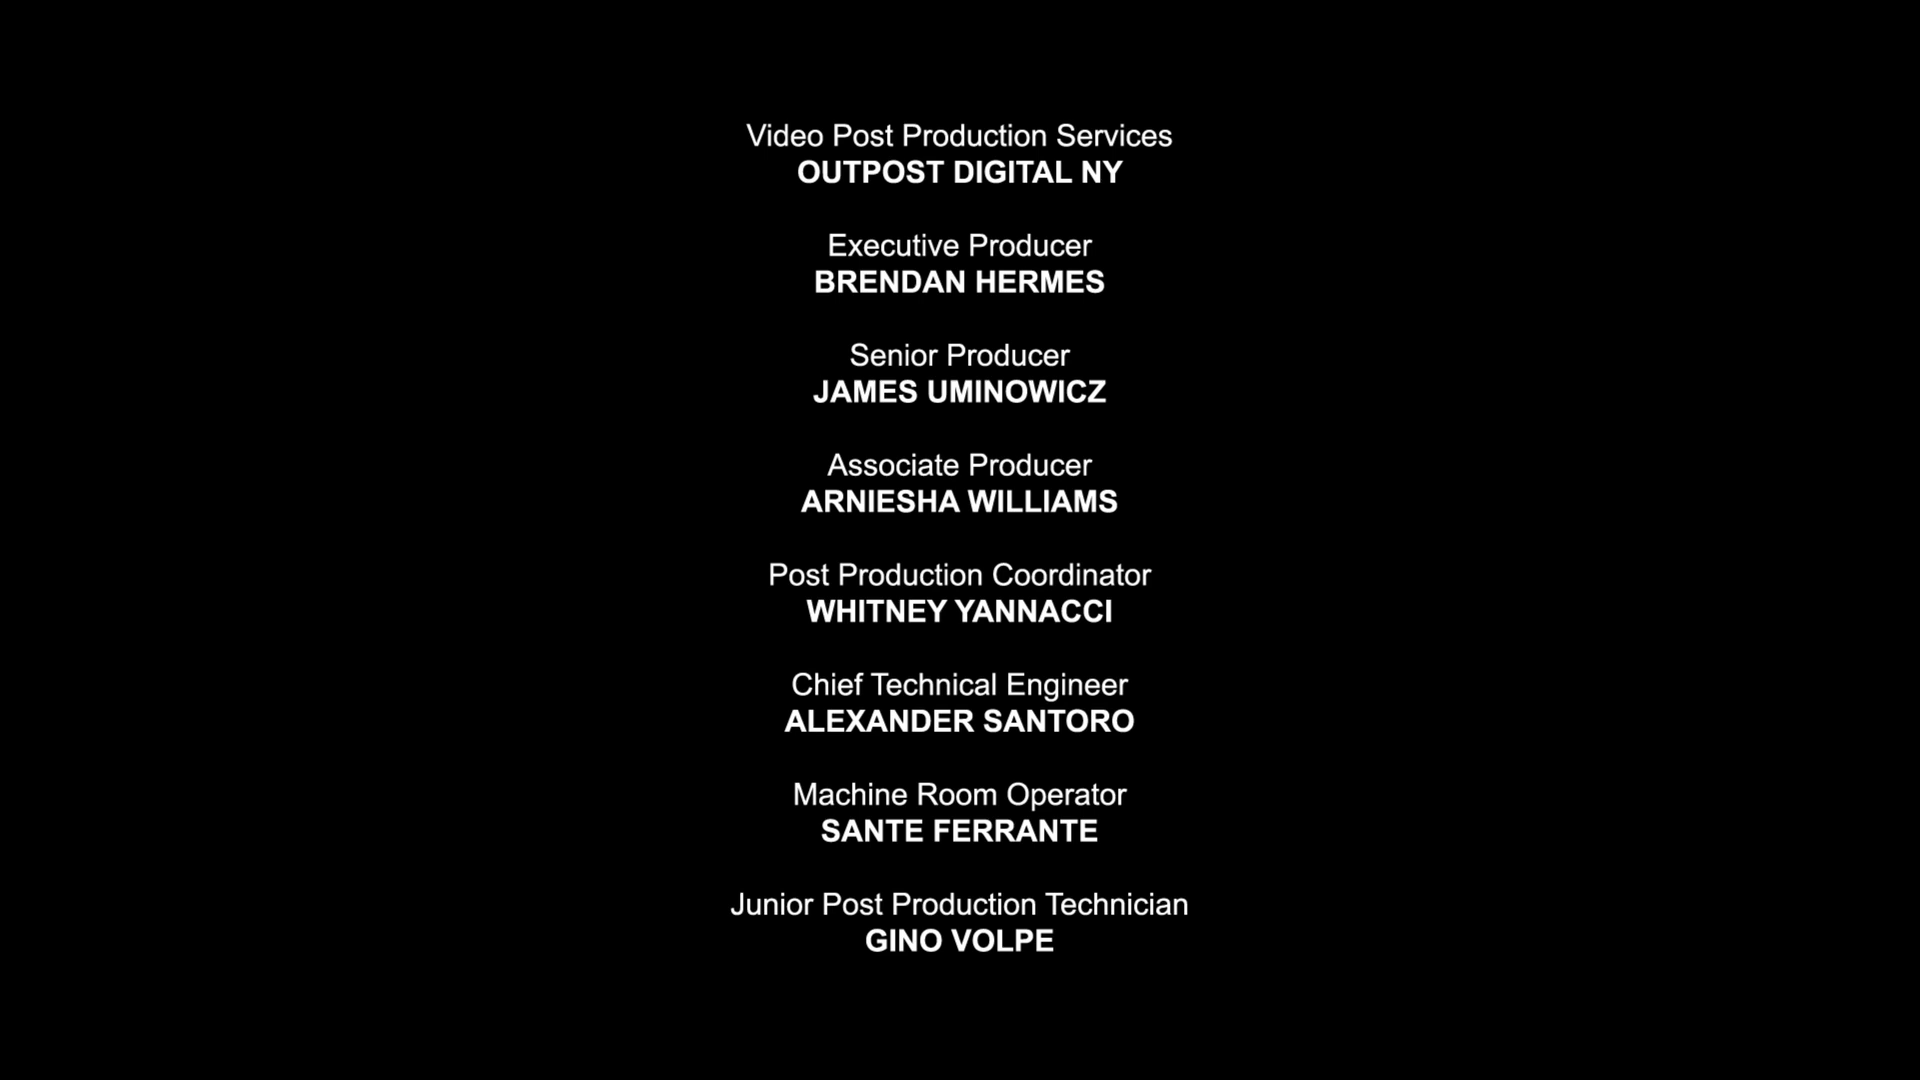 Video Post Production Services
OUTPOST DIGITAL NY
Executive Producer
BRENDAN HERMES
Senior Producer
JAMES UMINOWICZ
Associate Producer
ARNIESHA WILLIAMS
Post Production Coordinator
WHITNEY YANNACCI
Chief Technical Engineer
ALEXANDER SANTORO
Machine Room Operator
SANTE FERRANTE
Junior Post Production Technician
GINO VOLPE